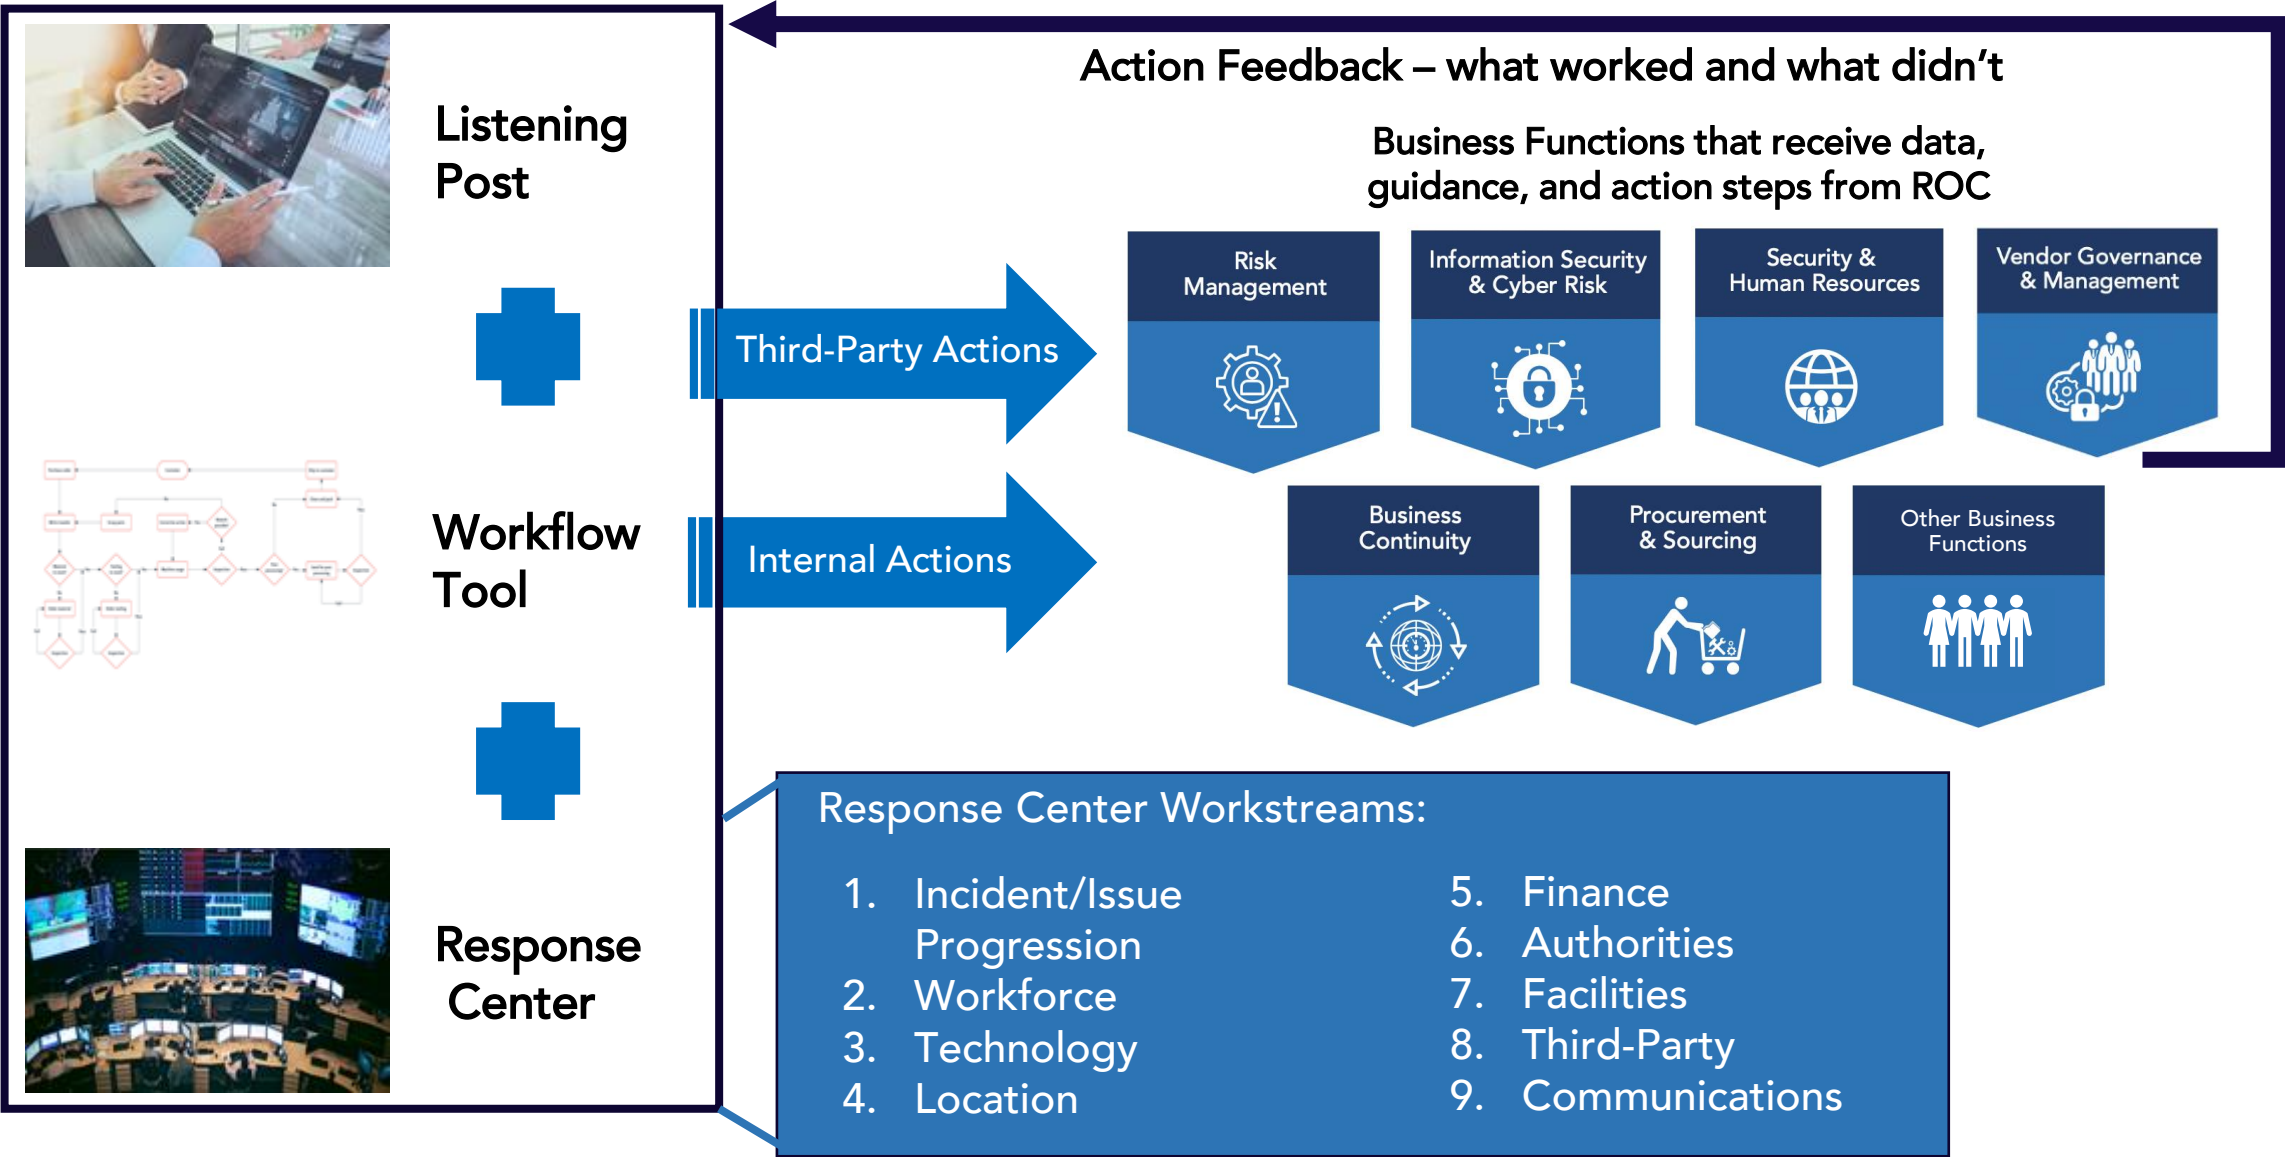 Listening
Post
Workflow
Tool
Response
Center
Action Feedback – what worked and what didn’t
Business Functions that receive data,
guidance, and action steps from ROC
Third-Party Actions
Internal Actions
Risk
Management
Information Security
& Cyber Risk
Security &
Human Resources
Vendor Governance
& Management
Business
Continuity
Procurement
& Sourcing
Other Business
Functions
Response Center Workstreams:
1. Incident/Issue
Progression
2. Workforce
3. Technology
4. Location
5. Finance
6. Authorities
7. Facilities
8. Third-Party
9. Communications